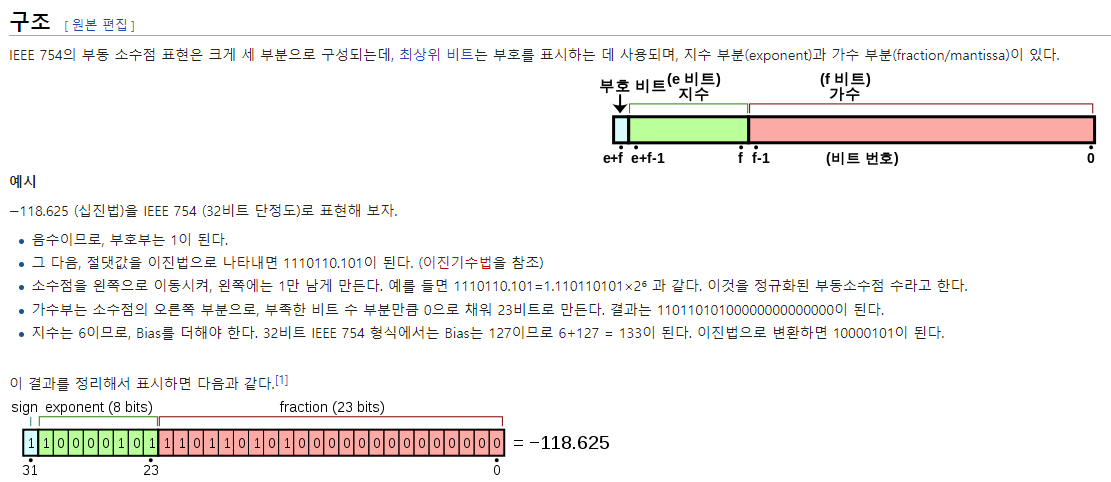 구조 [ 원본 편집 ]
IEEE 754의 부동 소수점 표현은 크게 세 부분으로 구성되는데, 최상위 비트는 부호를 표시하는 데 사용되며, 지수 부분(exponent)과 가수 부분(fraction/mantissa)이 있다.
부호 비트 (e 비트) (f 비트)
지수 가수
e+f e+f-1 f f-1 (비트 번호) 0
예시
−118.625 (십진법)을 IEEE 754 (32비트 단정도)로 표현해 보자.
음수이므로, 부호부는 1이 된다.
그 다음, 절댓값을 이진법으로 나타내면 1110110.101이 된다. (이진기수법을 참조)
소수점을 왼쪽으로 이동시켜, 왼쪽에는 1만 남게 만든다. 예를 들면 1110110.101=1.110110101×2⁶ 과 같다. 이것을 정규화된 부동소수점 수라고 한다.
가수부는 소수점의 오른쪽 부분으로, 부족한 비트 수 부분만큼 0으로 채워 23비트로 만든다. 결과는 11011010100000000000000이 된다.
지수는 6이므로, Bias를 더해야 한다. 32비트 IEEE 754 형식에서는 Bias는 127이므로 6+127 = 133이 된다. 이진법으로 변환하면 10000101이 된다.
이 결과를 정리해서 표시하면 다음과 같다.[1]
sign exponent (8 bits) fraction (23 bits)
1 1 0 0 0 0 1 0 1 1 1 0 1 1 0 1 0 1 0 0 0 0 0 0 0 0 0 0 0 0 0 0 = −118.625
31 23 0